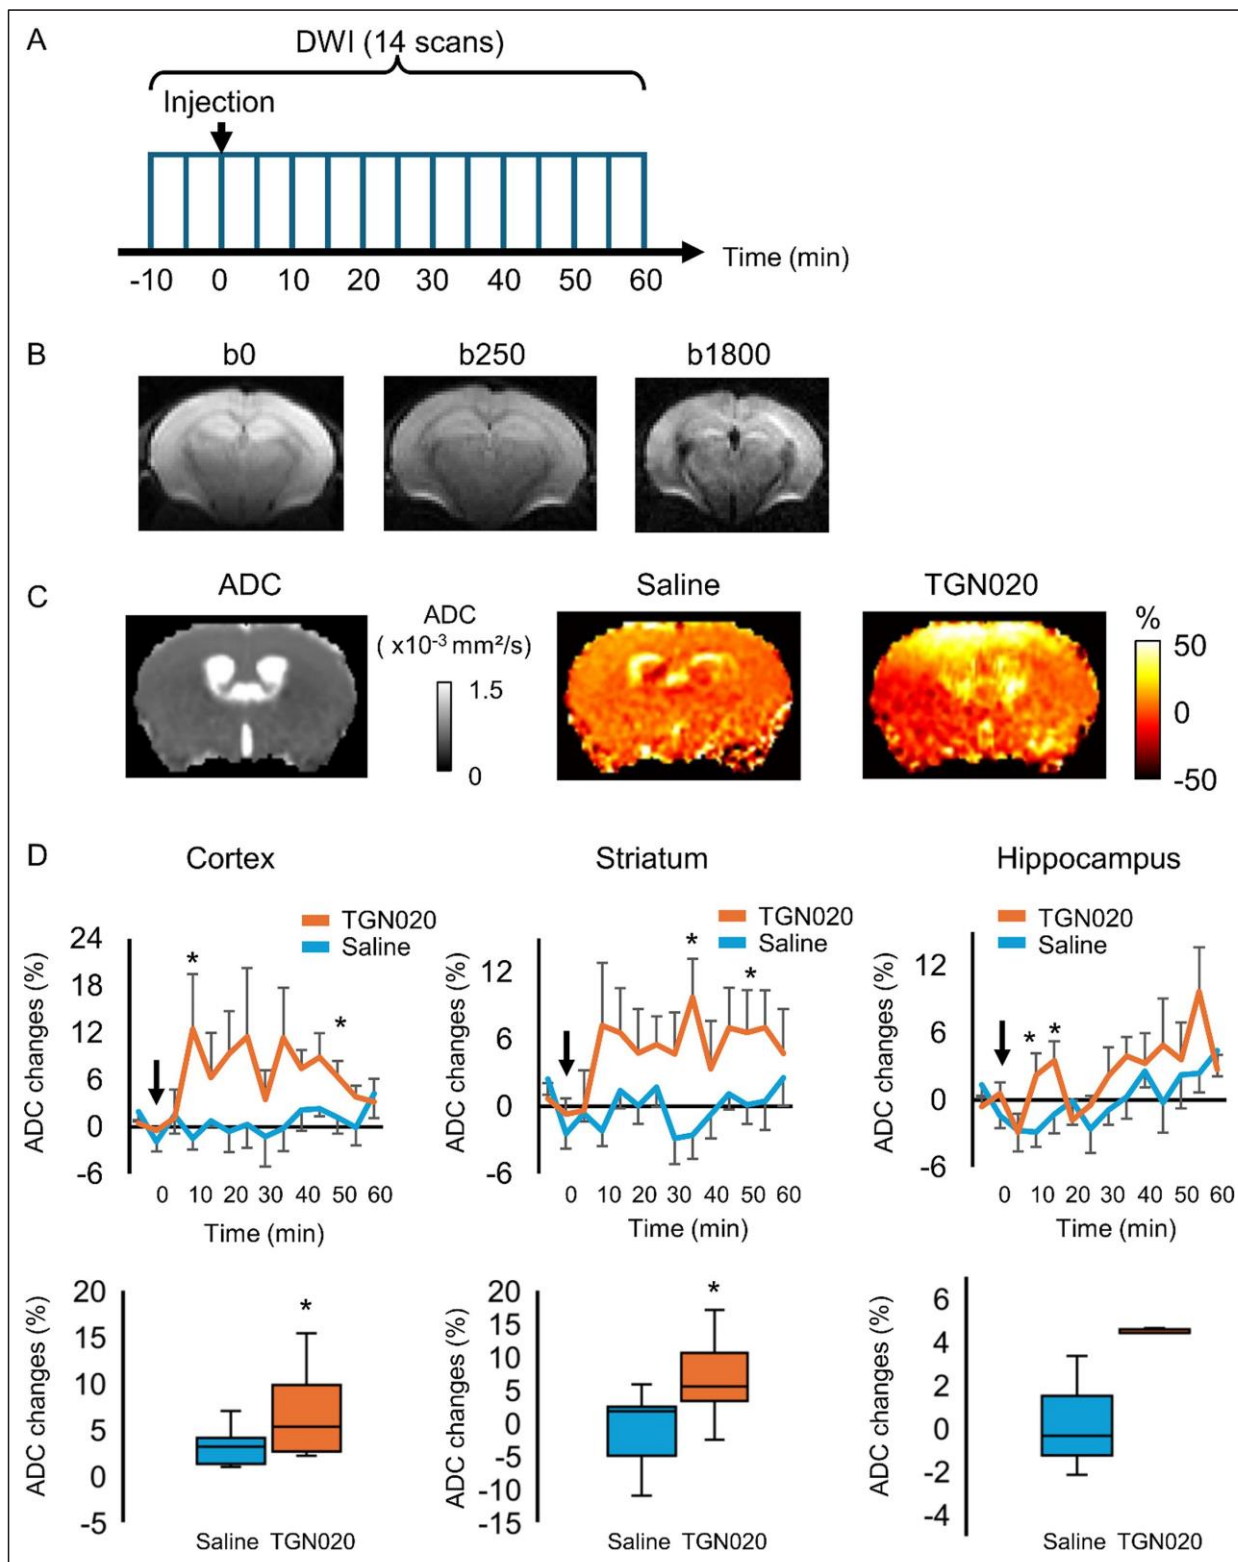 A
DWI (14 scans)
Injection
-10 0 10 20 30 40 50 60
Time (min)
B
b0 b250 b1800
C
ADC
ADC
( x10⁻³ mm²/s)
1.5
0
Saline
TGN020
%
50
0
-50
D
Cortex
TGN020
Saline
ADC changes (%)
24
18
12
6
0
-6
*
*
0 10 20 30 40 50 60
Time (min)
Striatum
TGN020
Saline
ADC changes (%)
12
6
0
-6
*
*
0 10 20 30 40 50 60
Time (min)
Hippocampus
TGN020
Saline
ADC changes (%)
12
6
0
-6
* *
0 10 20 30 40 50 60
Time (min)
ADC changes (%)
20
15
10
5
0
-5
*
Saline TGN020
ADC changes (%)
20
15
10
5
0
-5
-10
-15
*
Saline TGN020
ADC changes (%)
6
4
2
0
-2
-4
Saline TGN020